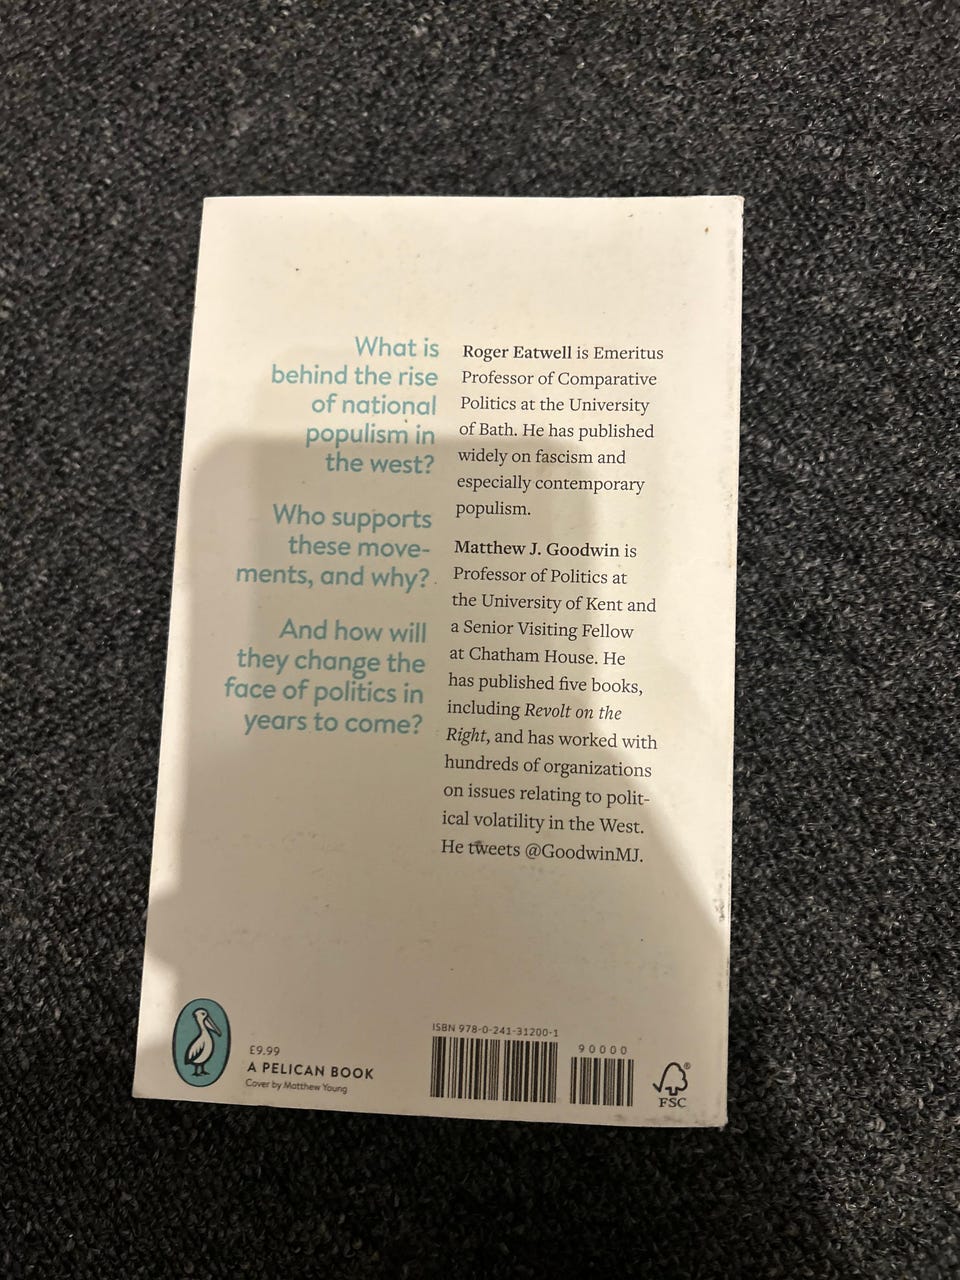 What is
behind the rise
of national
populism in
the west?
Who supports
these move-
ments, and why?
And how will
they change the
face of politics in
years to come?
Roger Eatwell is Emeritus
Professor of Comparative
Politics at the University
of Bath. He has published
widely on fascism and
especially contemporary
populism.
Matthew J. Goodwin is
Professor of Politics at
the University of Kent and
a Senior Visiting Fellow
at Chatham House. He
has published five books,
including Revolt on the
Right, and has worked with
hundreds of organizations
on issues relating to polit-
ical volatility in the West.
He tweets @GoodwinMJ.
£9.99
A PELICAN BOOK
Cover by Matthew Young
ISBN 978-0-241-31200-1
90000
®
FSC